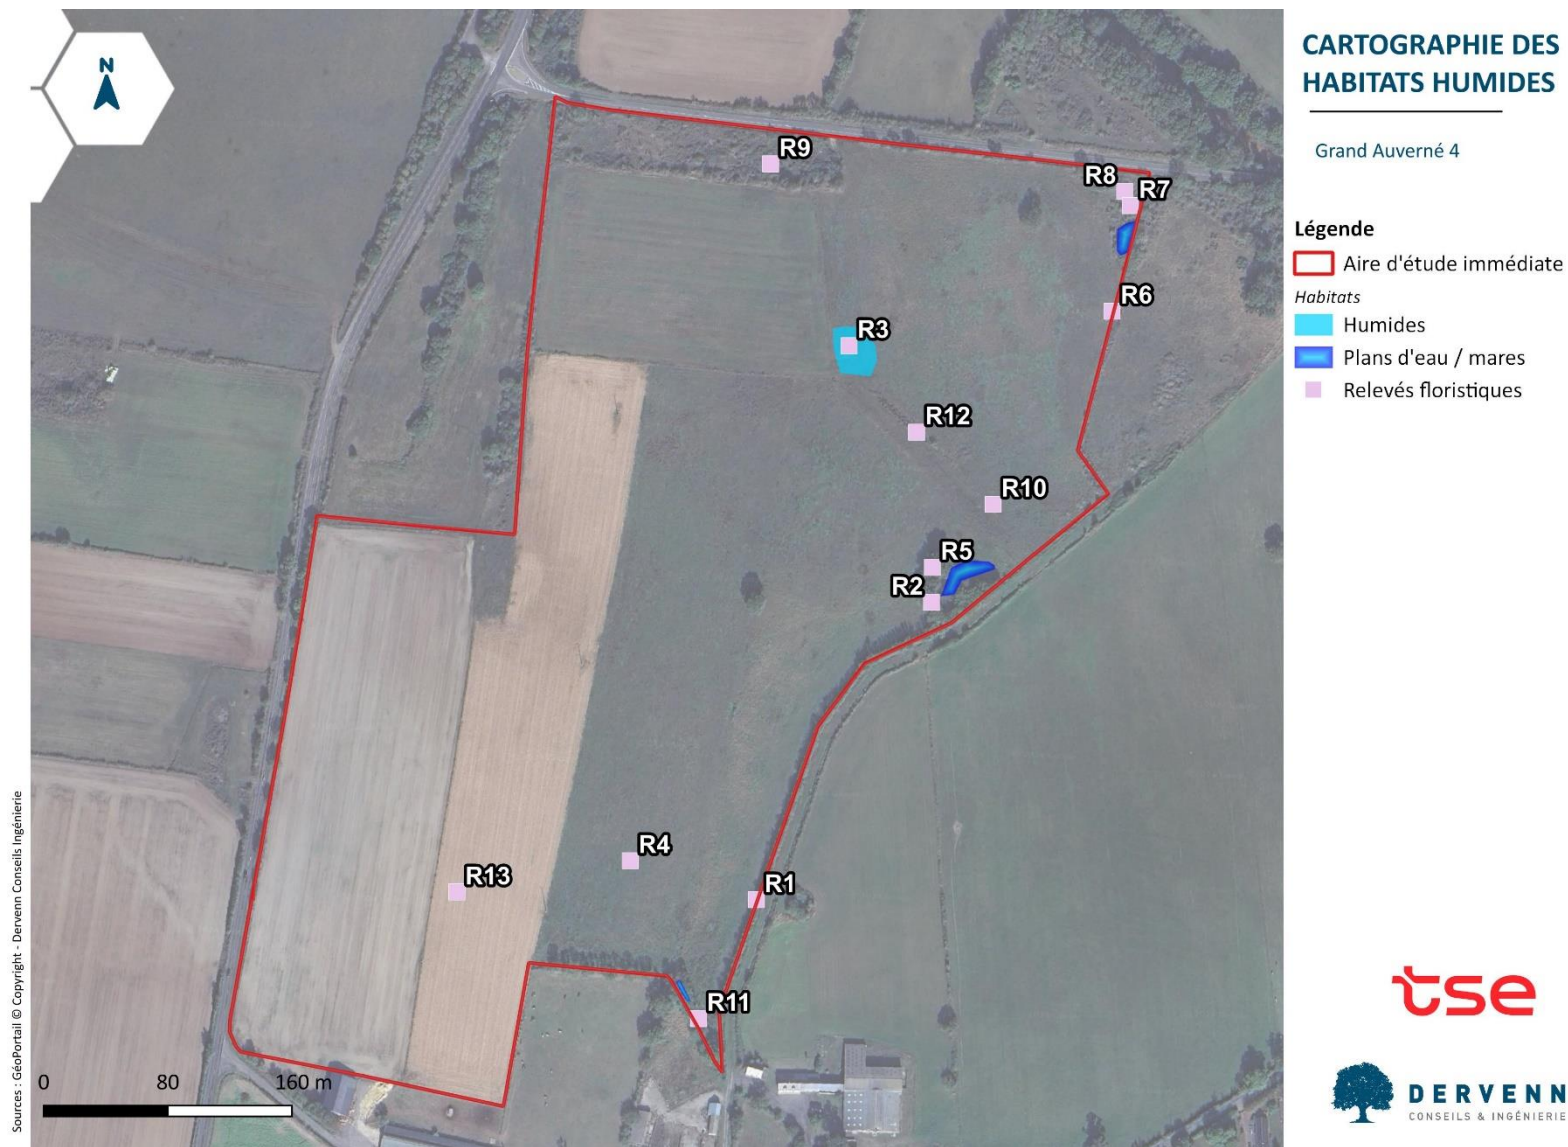 N
CARTOGRAPHIE DES
HABITATS HUMIDES
Grand Auverné 4
Légende
Aire d'étude immédiate
Habitats
Humides
Plans d'eau / mares
Relevés floristiques
R9
R8
R7
R6
R3
R12
R10
R5
R2
R4
R13
R1
R11
0 80 160 m
Sources : GéoPortail © Copyright - Dervenn Conseils Ingénierie
tse
DERVENN
CONSEILS & INGÉNIERIE